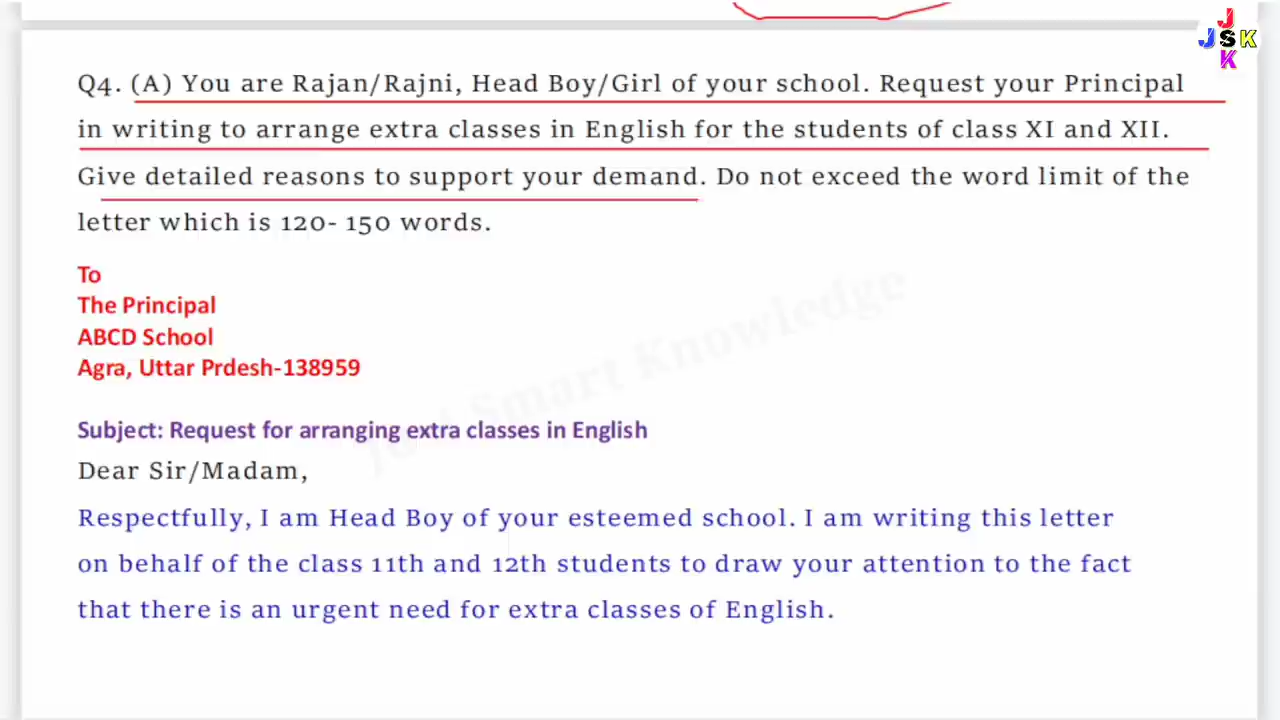 J
JSK
K
Q4. (A) You are Rajan/Rajni, Head Boy/Girl of your school. Request your Principal
in writing to arrange extra classes in English for the students of class XI and XII.
Give detailed reasons to support your demand. Do not exceed the word limit of the
letter which is 120- 150 words.
To
The Principal
ABCD School
Agra, Uttar Prdesh-138959
Just Smart Knowledge
Subject: Request for arranging extra classes in English
Dear Sir/Madam,
Respectfully, I am Head Boy of your esteemed school. I am writing this letter
on behalf of the class 11th and 12th students to draw your attention to the fact
that there is an urgent need for extra classes of English.